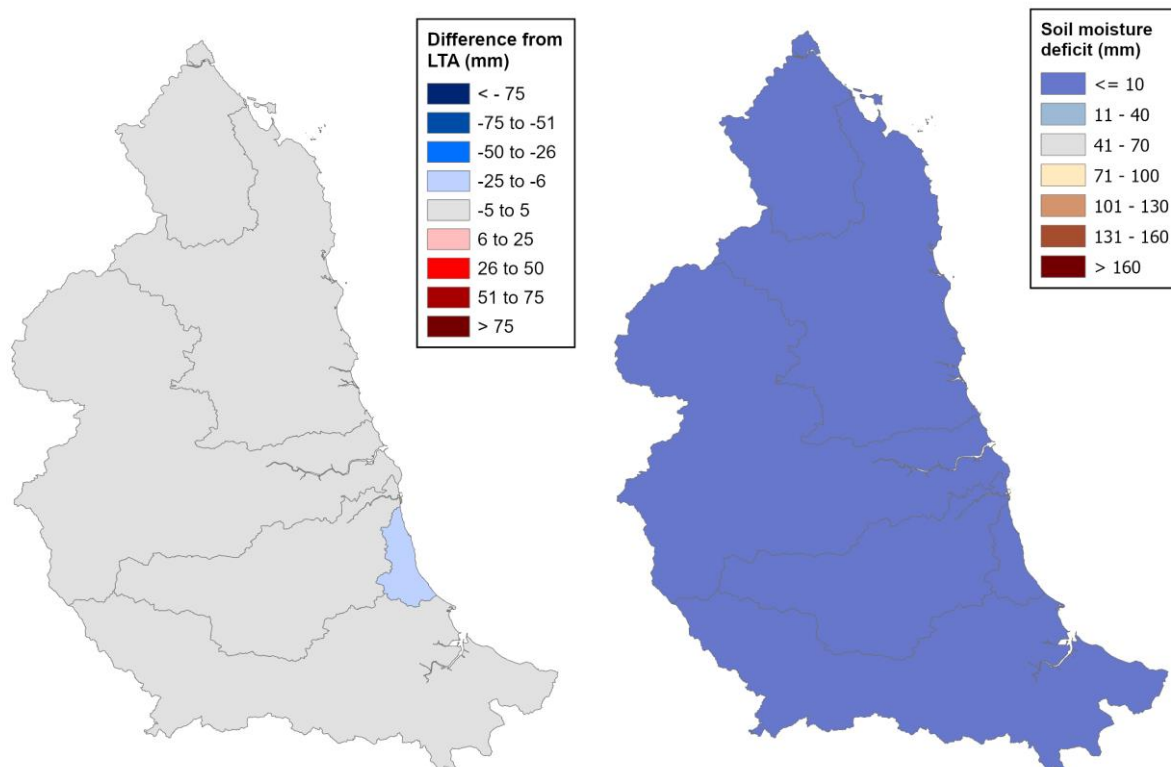 Difference from
LTA (mm)
< - 75
-75 to -51
-50 to -26
-25 to -6
-5 to 5
6 to 25
26 to 50
51 to 75
> 75
Soil moisture
deficit (mm)
<= 10
11 - 40
41 - 70
71 - 100
101 - 130
131 - 160
> 160